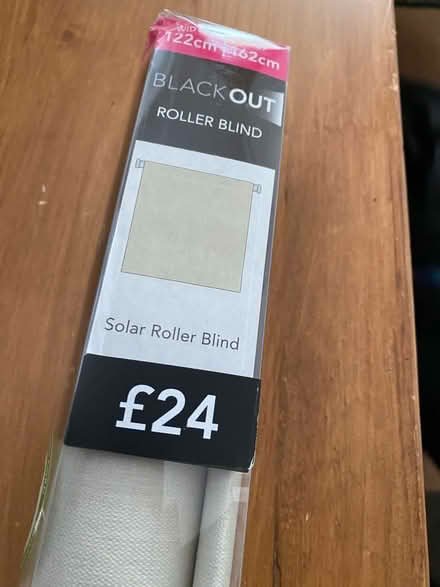 122cm
162cm
BLACKOUT
ROLLER BLIND
Solar Roller Blind
£24